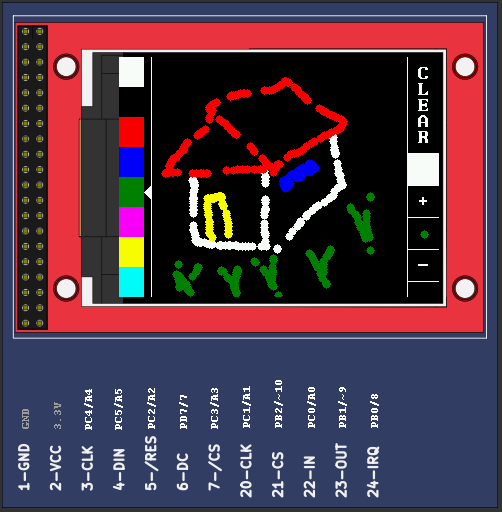 CLEAR
+
−
1-GND GND
2-VCC 3.3V
3-CLK PC4/A4
4-DIN PC5/A5
5-/RES PC2/A2
6-DC PD7/7
7-/CS PC3/A3
20-CLK PC1/A1
21-CS PB2/~10
22-IN PC0/A0
23-OUT PB1/~9
24-IRQ PB0/8